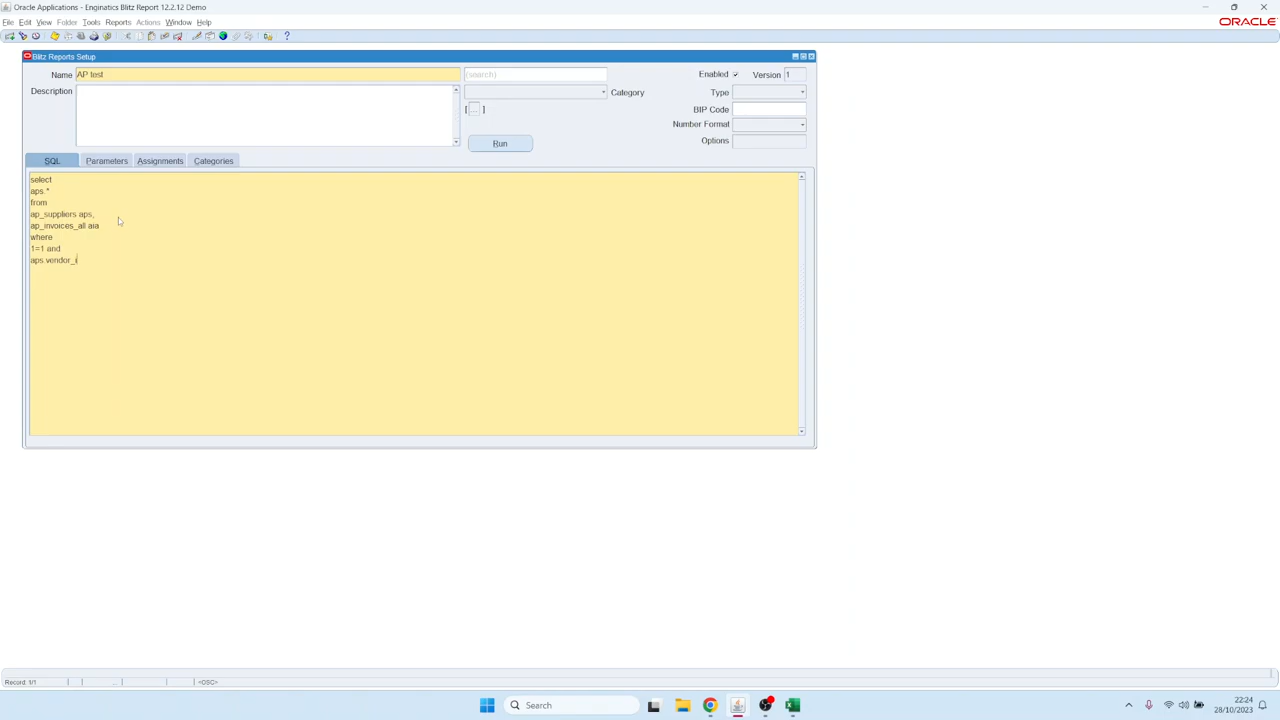 Oracle Applications - Enginatics Blitz Report 12.2.12 Demo
File Edit View Folder Tools Reports Actions Window Help
ORACLE
Blitz Reports Setup
Name AP test (search) Enabled Version 1
Description Category Type
[ ... ] BIP Code
Number Format
Run Options
SQL Parameters Assignments Categories
select
aps.*
from
ap_suppliers aps,
ap_invoices_all aia
where
1=1 and
aps.vendor_i
Record: 1/1 ... <OSC>
Search
22:24
28/10/2023